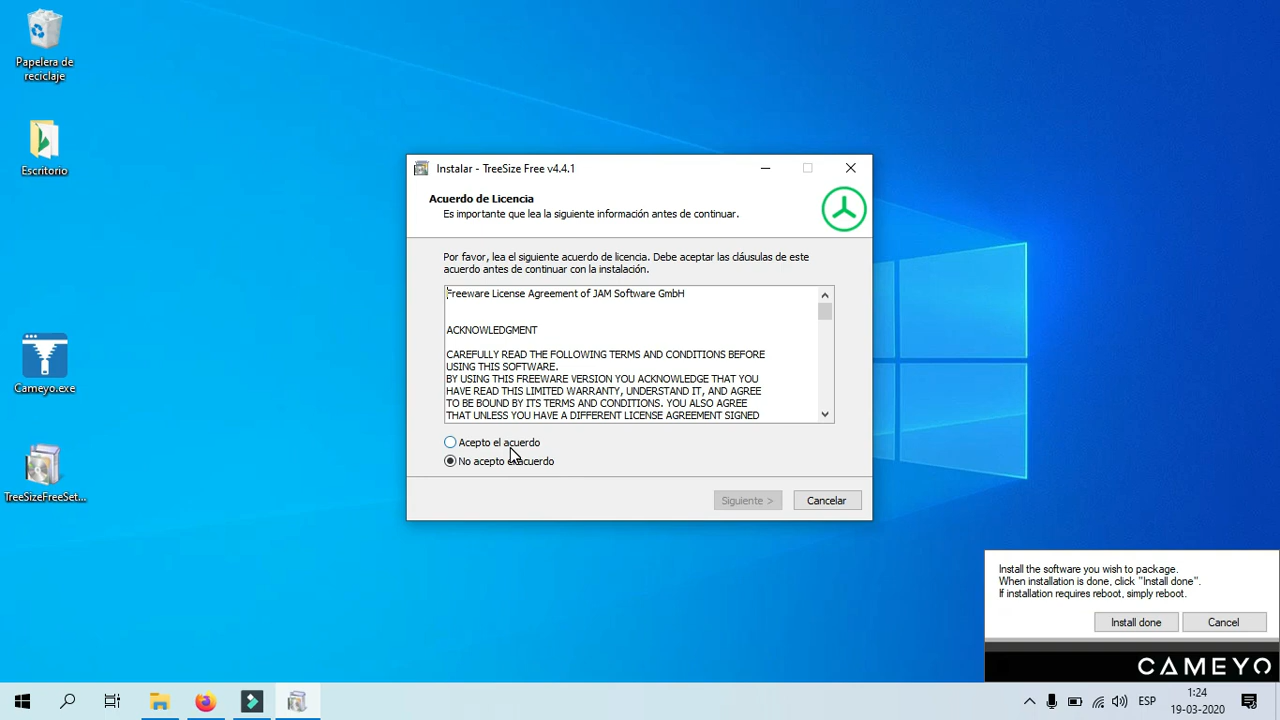 Papelera de
reciclaje
Escritorio
Cameyo.exe
TreeSizeFreeSet...
Instalar - TreeSize Free v4.4.1
Acuerdo de Licencia
Es importante que lea la siguiente información antes de continuar.
Por favor, lea el siguiente acuerdo de licencia. Debe aceptar las cláusulas de este
acuerdo antes de continuar con la instalación.
Freeware License Agreement of JAM Software GmbH
ACKNOWLEDGMENT
CAREFULLY READ THE FOLLOWING TERMS AND CONDITIONS BEFORE
USING THIS SOFTWARE.
BY USING THIS FREEWARE VERSION YOU ACKNOWLEDGE THAT YOU
HAVE READ THIS LIMITED WARRANTY, UNDERSTAND IT, AND AGREE
TO BE BOUND BY ITS TERMS AND CONDITIONS. YOU ALSO AGREE
THAT UNLESS YOU HAVE A DIFFERENT LICENSE AGREEMENT SIGNED
Acepto el acuerdo
No acepto el acuerdo
Siguiente >
Cancelar
Install the software you wish to package.
When installation is done, click "Install done".
If installation requires reboot, simply reboot.
Install done
Cancel
CAMEYO
ESP
1:24
19-03-2020